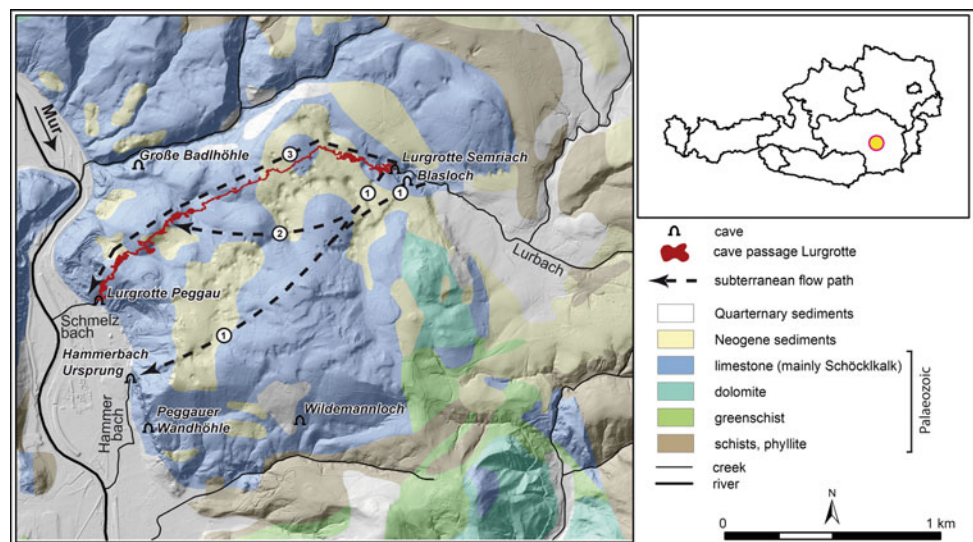 Mur
Große Badlhöhle
3
Lurgrotte Semriach
Blasloch
1
1
2
Lurbach
Lurgrotte Peggau
Schmelz
bach
1
Hammerbach
Ursprung
Hammer
bach
Peggauer
Wandhöhle
Wildemannloch
cave
cave passage Lurgrotte
subterranean flow path
Quarternary sediments
Neogene sediments
limestone (mainly Schöcklkalk)
dolomite
greenschist
schists, phyllite
Palaeozoic
creek
river
N
0 1 km